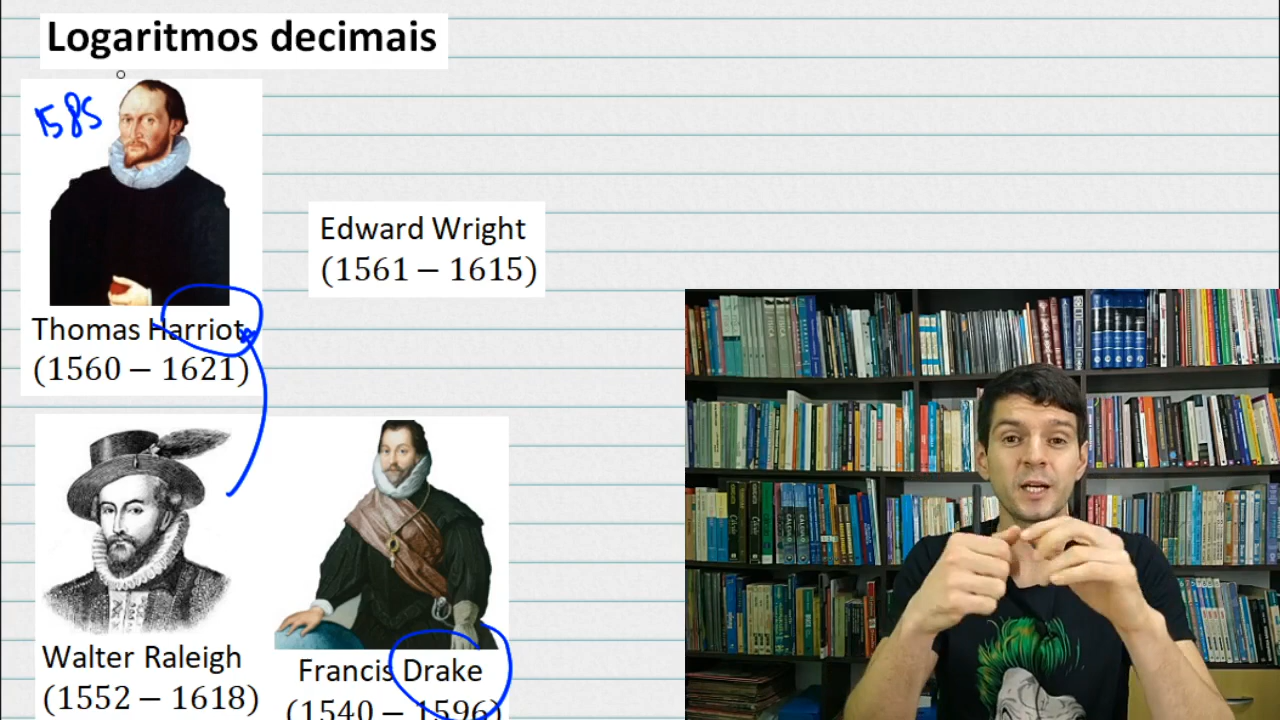 Logaritmos decimais
1585
Thomas Harriot
(1560 – 1621)
Edward Wright
(1561 – 1615)
Walter Raleigh
(1552 – 1618)
Francis Drake
(1540 – 1596)